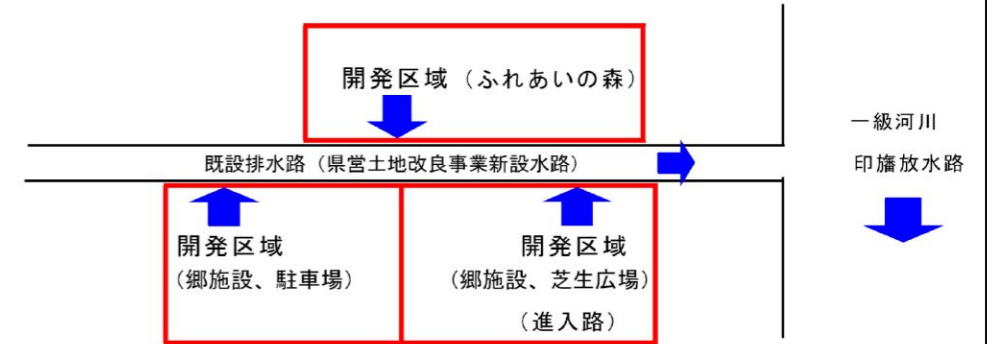 開発区域（ふれあいの森）
既設排水路（県営土地改良事業新設水路）
開発区域
（郷施設、駐車場）
開発区域
（郷施設、芝生広場）
（進入路）
一級河川
印旛放水路